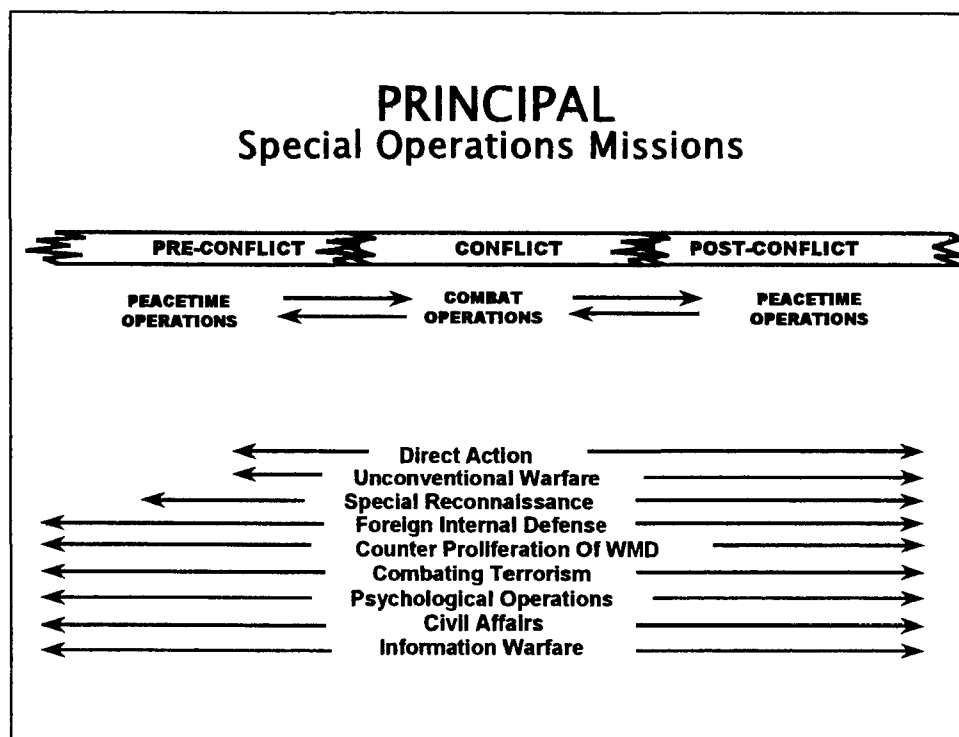 PRINCIPAL
Special Operations Missions
PRE-CONFLICT CONFLICT POST-CONFLICT
PEACETIME OPERATIONS COMBAT OPERATIONS PEACETIME OPERATIONS
Direct Action
Unconventional Warfare
Special Reconnaissance
Foreign Internal Defense
Counter Proliferation Of WMD
Combating Terrorism
Psychological Operations
Civil Affairs
Information Warfare